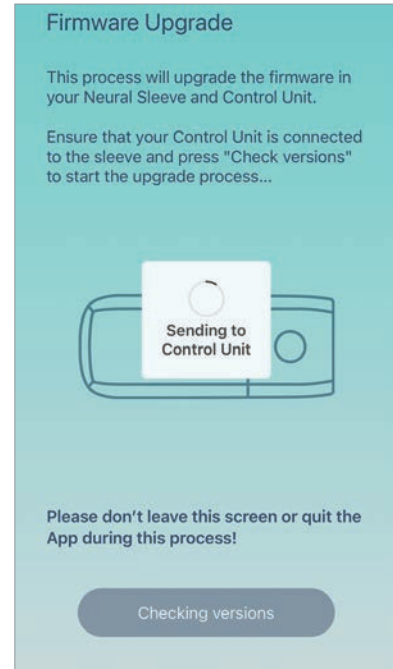 Firmware Upgrade
This process will upgrade the firmware in
your Neural Sleeve and Control Unit.
Ensure that your Control Unit is connected
to the sleeve and press "Check versions"
to start the upgrade process...
Sending to
Control Unit
Please don't leave this screen or quit the
App during this process!
Checking versions